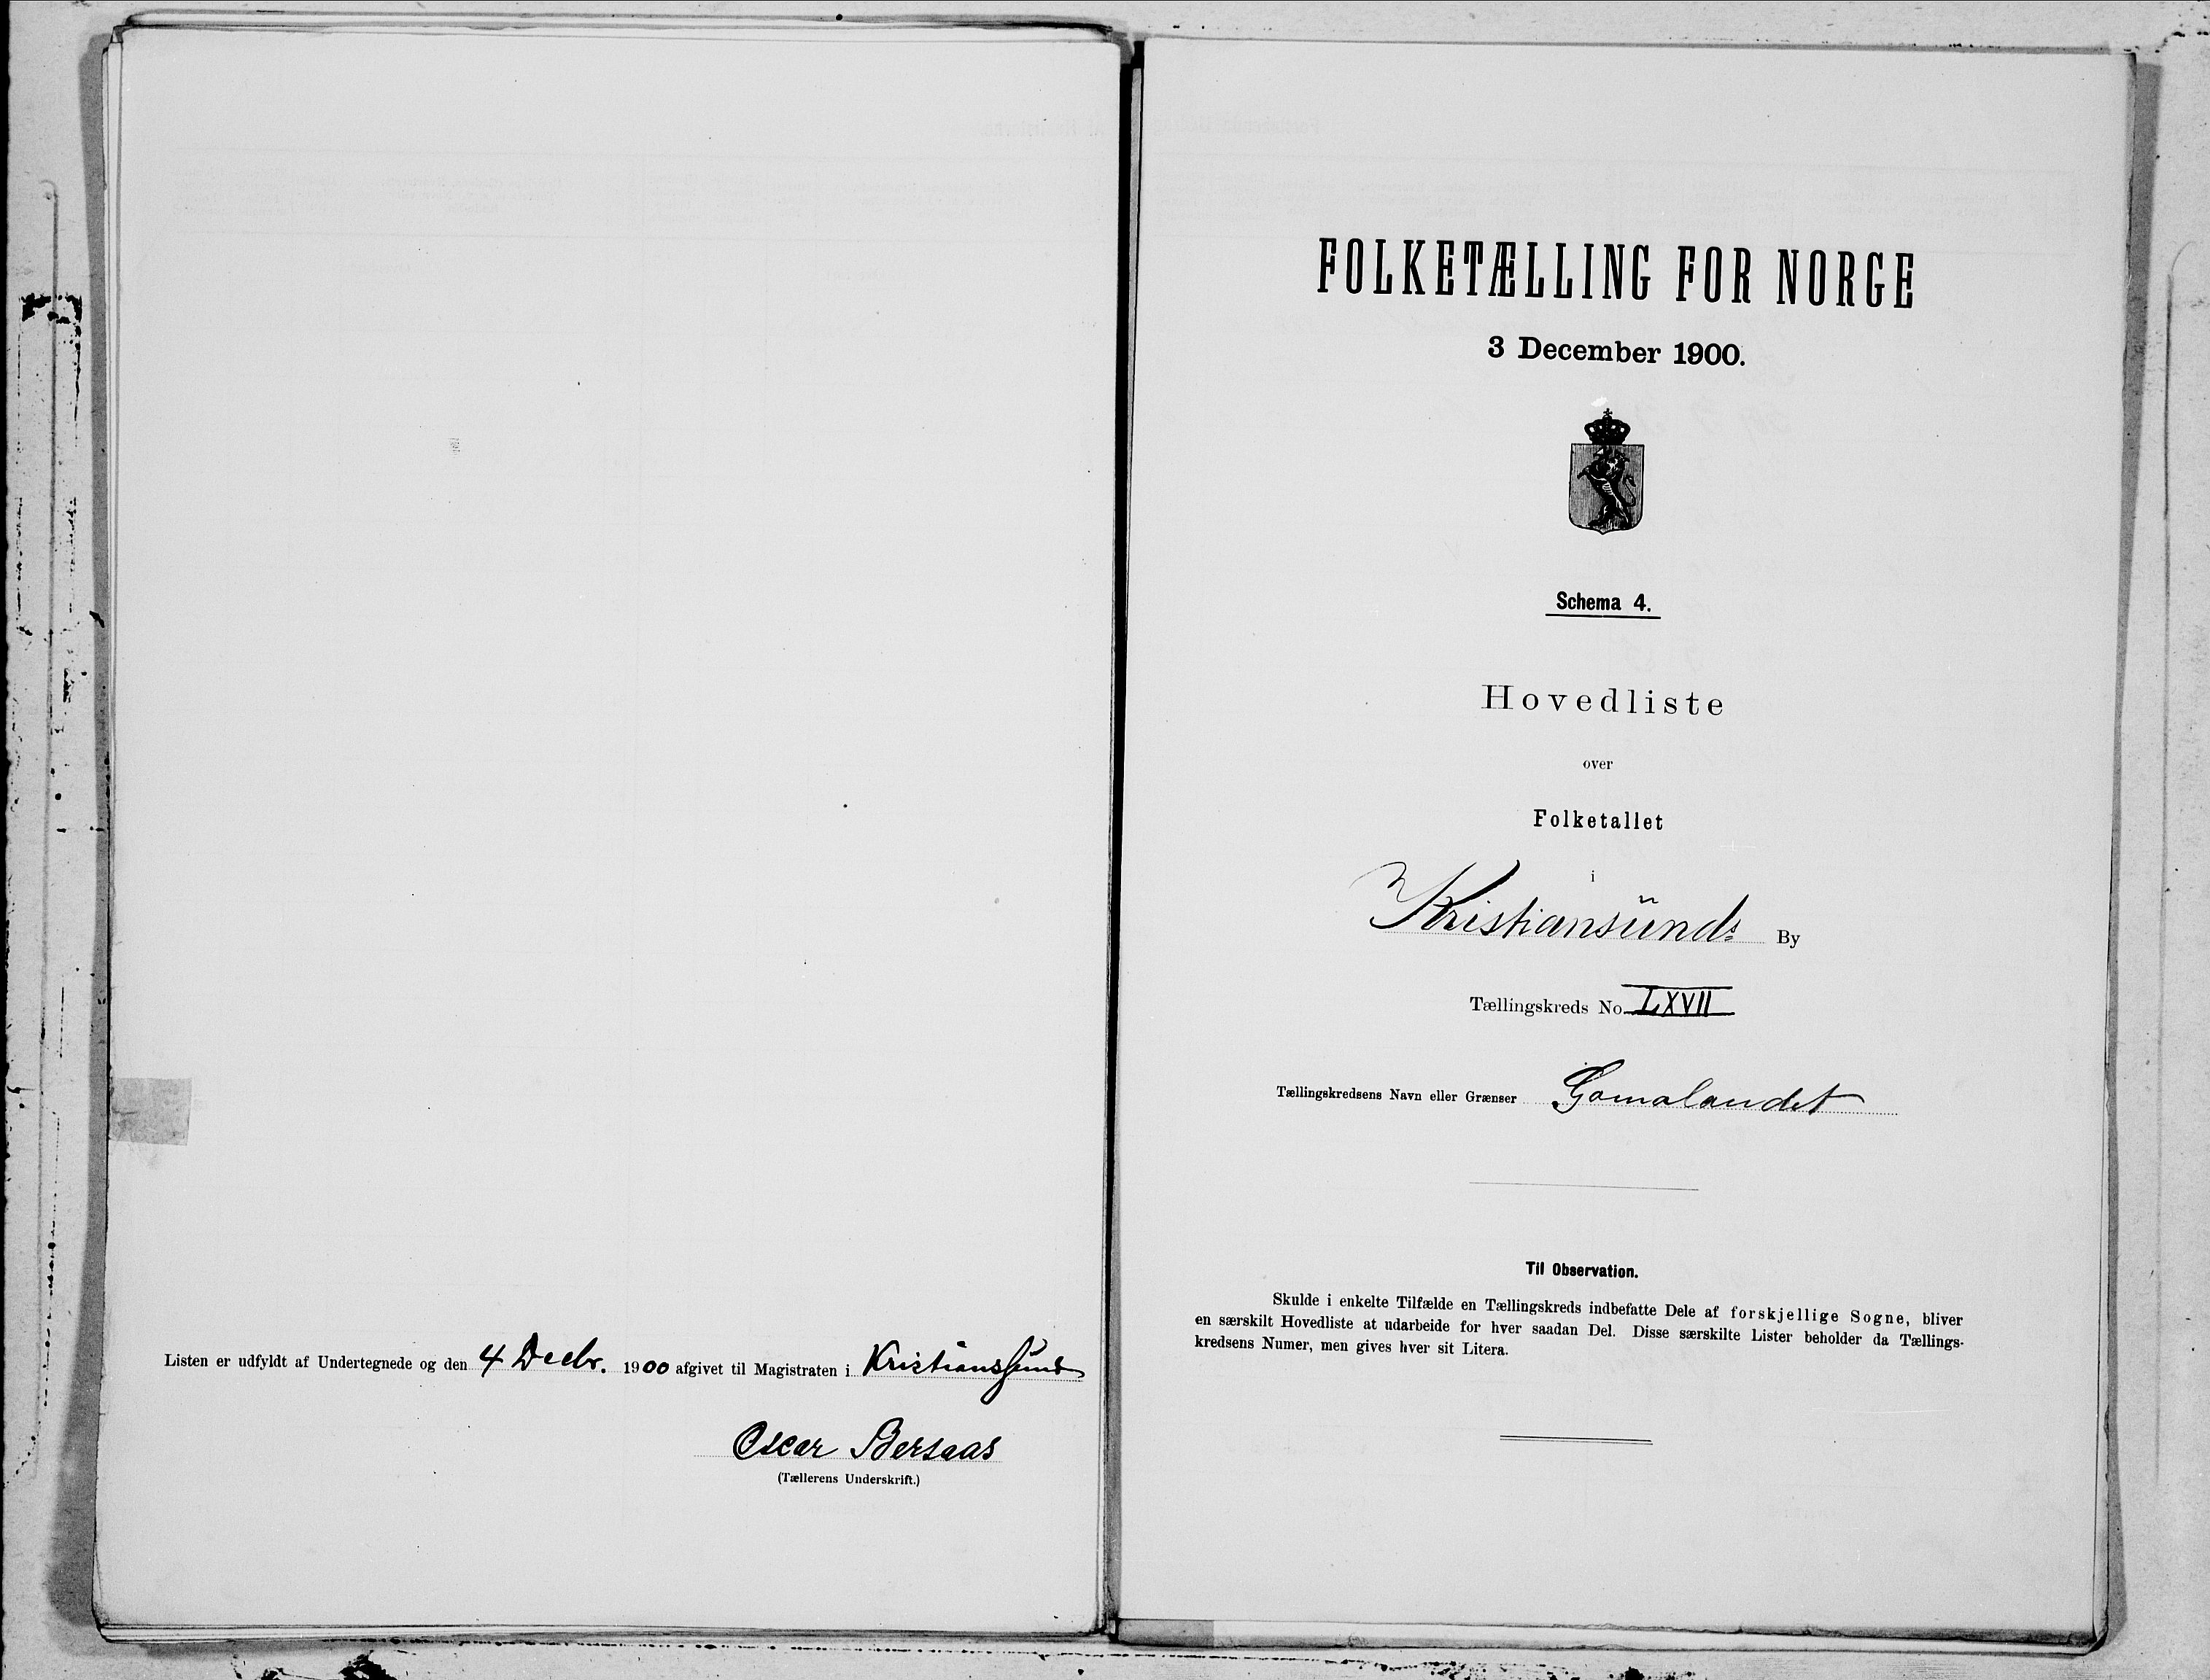 Listen er udfyldt af Undertegnede og den 4 Decbr. 1900 afgivet til Magistraten i Kristianssund
Oscar Bersaas
(Tællerens Underskrift.)
FOLKETÆLLING FOR NORGE
3 December 1900.
Schema 4.
Hovedliste
over
Folketallet
i
Kristiansunds By
Tællingskreds No. LXVII
Tællingskredsens Navn eller Grænser Gomalandet
Til Observation.
Skulde i enkelte Tilfælde en Tællingskreds indbefatte Dele af forskjellige Sogne, bliver
en særskilt Hovedliste at udarbeide for hver saadan Del. Disse særskilte Lister beholder da Tællings-
kredsens Numer, men gives hver sit Litera.